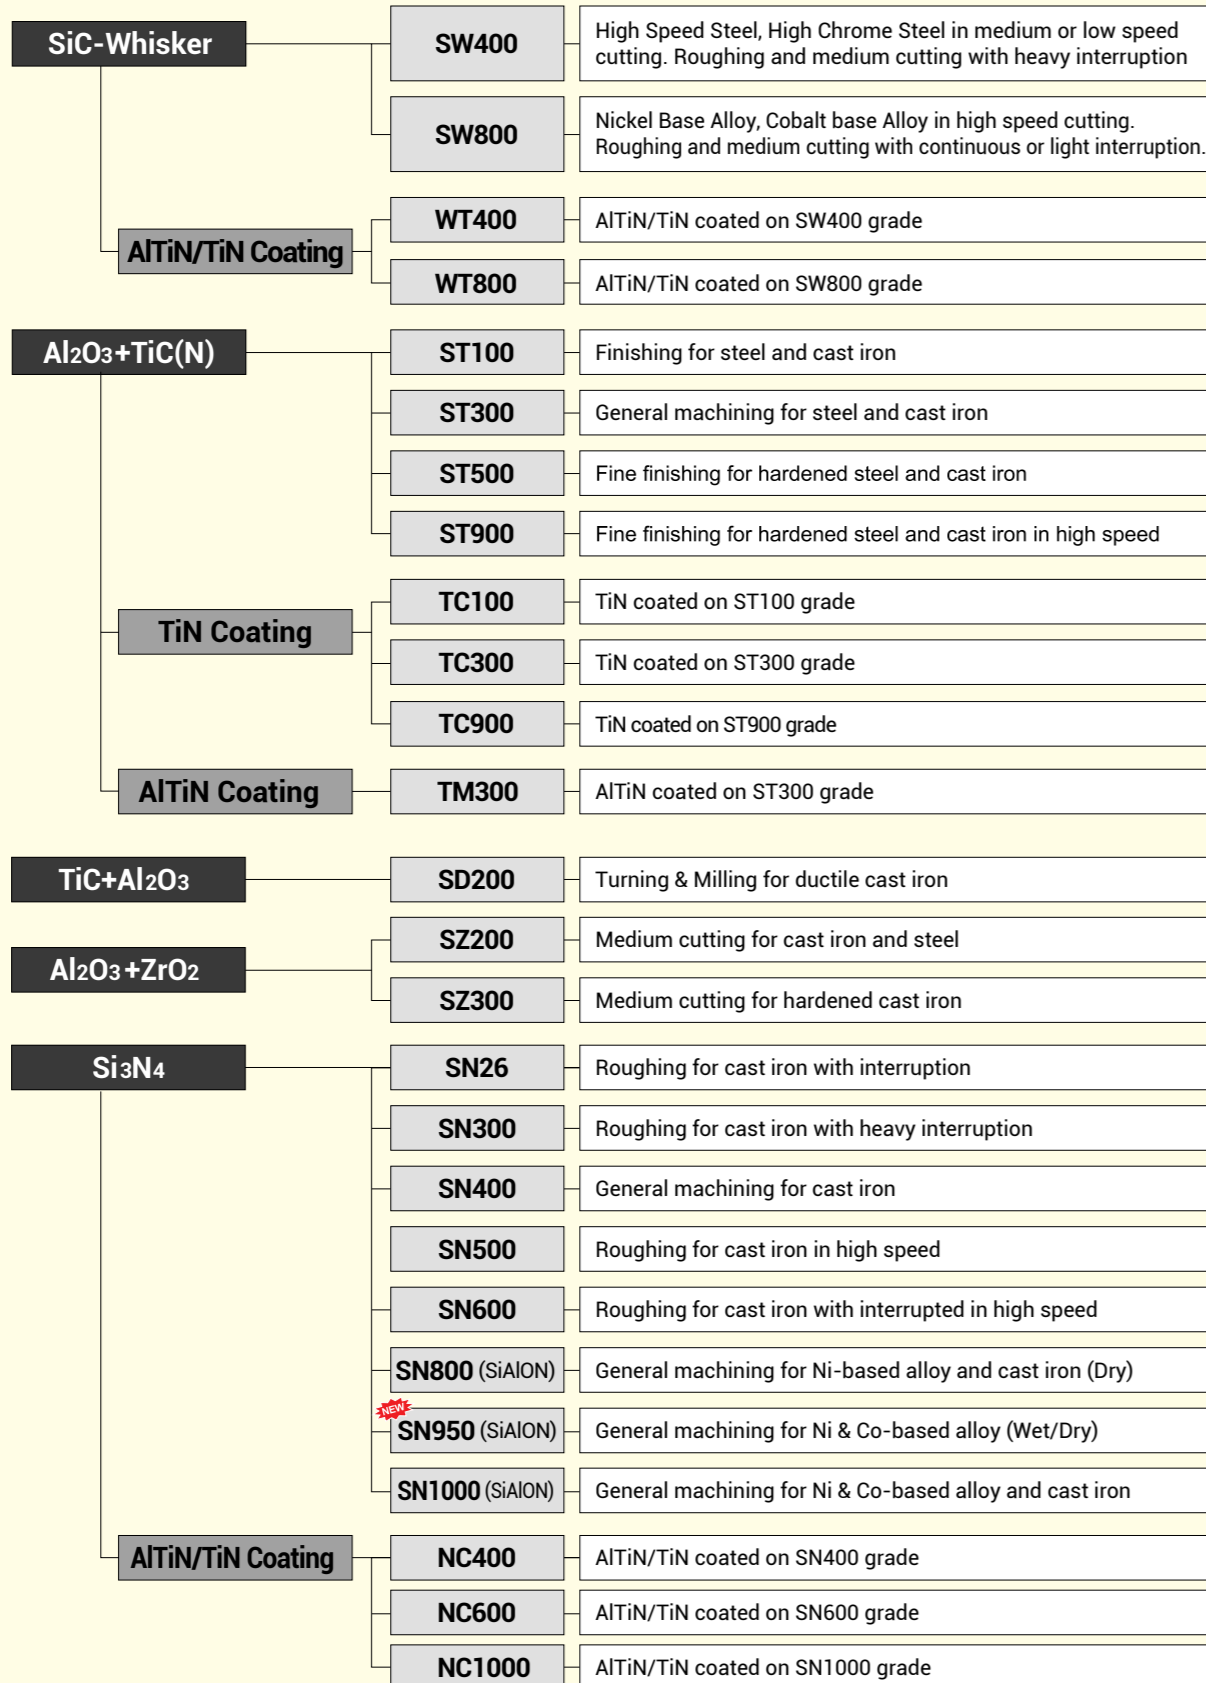 SiC-Whisker
SW400
High Speed Steel, High Chrome Steel in medium or low speed
cutting. Roughing and medium cutting with heavy interruption
SW800
Nickel Base Alloy, Cobalt base Alloy in high speed cutting.
Roughing and medium cutting with continuous or light interruption.
AlTiN/TiN Coating
WT400
AlTiN/TiN coated on SW400 grade
WT800
AlTiN/TiN coated on SW800 grade
Al2O3+TiC(N)
ST100
Finishing for steel and cast iron
ST300
General machining for steel and cast iron
ST500
Fine finishing for hardened steel and cast iron
ST900
Fine finishing for hardened steel and cast iron in high speed
TiN Coating
TC100
TiN coated on ST100 grade
TC300
TiN coated on ST300 grade
TC900
TiN coated on ST900 grade
AlTiN Coating
TM300
AlTiN coated on ST300 grade
TiC+Al2O3
SD200
Turning & Milling for ductile cast iron
Al2O3+ZrO2
SZ200
Medium cutting for cast iron and steel
SZ300
Medium cutting for hardened cast iron
Si3N4
SN26
Roughing for cast iron with interruption
SN300
Roughing for cast iron with heavy interruption
SN400
General machining for cast iron
SN500
Roughing for cast iron in high speed
SN600
Roughing for cast iron with interrupted in high speed
SN800 (SiAlON)
General machining for Ni-based alloy and cast iron (Dry)
NEW
SN950 (SiAlON)
General machining for Ni & Co-based alloy (Wet/Dry)
SN1000 (SiAlON)
General machining for Ni & Co-based alloy and cast iron
AlTiN/TiN Coating
NC400
AlTiN/TiN coated on SN400 grade
NC600
AlTiN/TiN coated on SN600 grade
NC1000
AlTiN/TiN coated on SN1000 grade